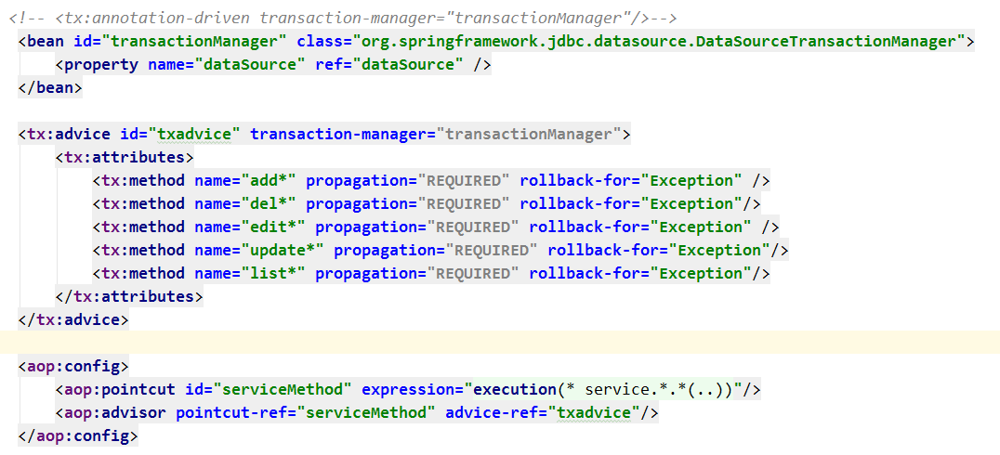 <!-- <tx:annotation-driven transaction-manager="transactionManager"/>-->
<bean id="transactionManager" class="org.springframework.jdbc.datasource.DataSourceTransactionManager">
    <property name="dataSource" ref="dataSource" />
</bean>

<tx:advice id="txadvice" transaction-manager="transactionManager">
    <tx:attributes>
        <tx:method name="add*" propagation="REQUIRED" rollback-for="Exception" />
        <tx:method name="del*" propagation="REQUIRED" rollback-for="Exception"/>
        <tx:method name="edit*" propagation="REQUIRED" rollback-for="Exception" />
        <tx:method name="update*" propagation="REQUIRED" rollback-for="Exception"/>
        <tx:method name="list*" propagation="REQUIRED" rollback-for="Exception"/>
    </tx:attributes>
</tx:advice>

<aop:config>
    <aop:pointcut id="serviceMethod" expression="execution(* service.*.*(..))"/>
    <aop:advisor pointcut-ref="serviceMethod" advice-ref="txadvice"/>
</aop:config>